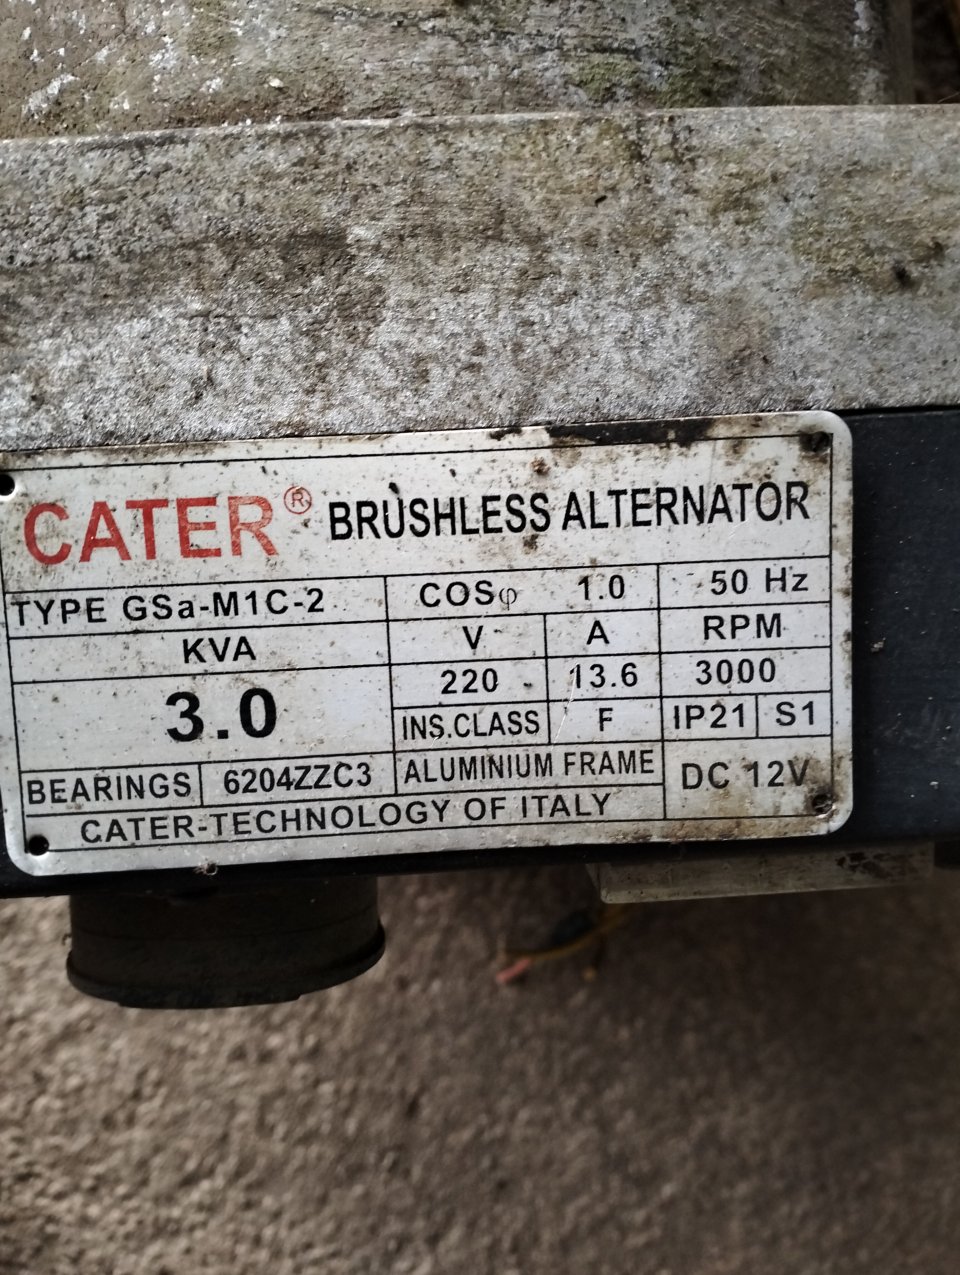 CATER® BRUSHLESS ALTERNATOR
TYPE GSa-M1C-2 COSφ 1.0 50 Hz
KVA V A RPM
3.0 220 13.6 3000
INS.CLASS F IP21 S1
BEARINGS 6204ZZC3 ALUMINIUM FRAME DC 12V
CATER-TECHNOLOGY OF ITALY